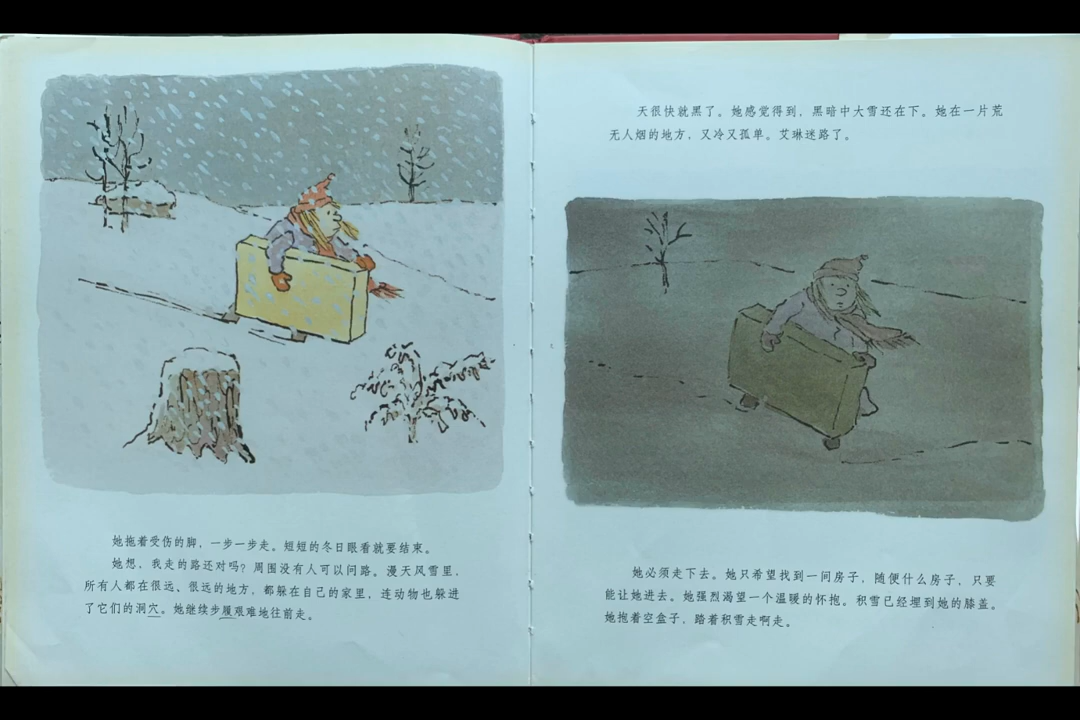 她拖着受伤的脚，一步一步走。短短的冬日眼看就要结束。
她想，我走的路还对吗？周围没有人可以问路。漫天风雪里，
所有人都在很远、很远的地方，都躲在自己的家里，连动物也躲进
了它们的洞穴。她继续步履艰难地往前走。
天很快就黑了。她感觉得到，黑暗中大雪还在下。她在一片荒
无人烟的地方，又冷又孤单。艾琳迷路了。
她必须走下去。她只希望找到一间房子，随便什么房子，只要
能让她进去。她强烈渴望一个温暖的怀抱。积雪已经埋到她的膝盖。
她抱着空盒子，踏着积雪走啊走。